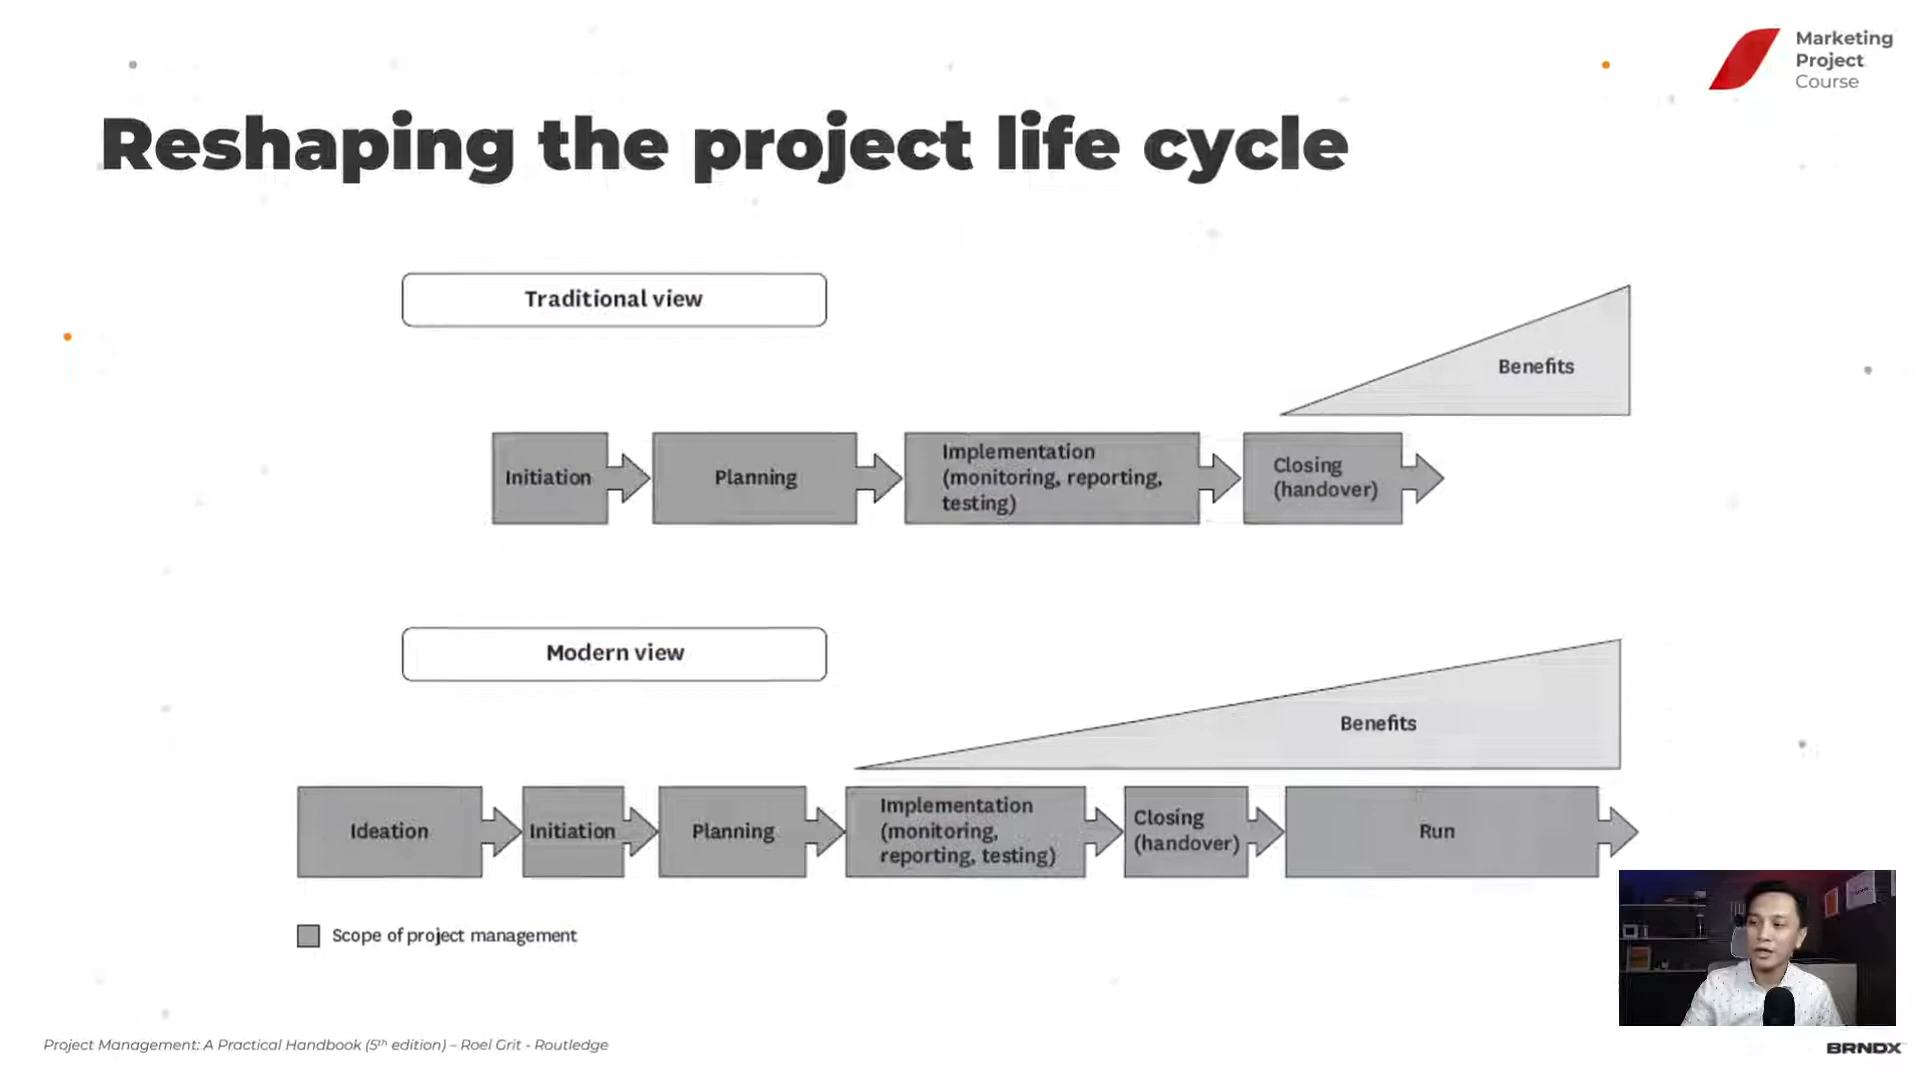 Marketing
Project
Course
Reshaping the project life cycle
Traditional view
Benefits
Initiation
Planning
Implementation
(monitoring, reporting,
testing)
Closing
(handover)
Modern view
Benefits
Ideation
Initiation
Planning
Implementation
(monitoring,
reporting, testing)
Closing
(handover)
Run
Scope of project management
Project Management: A Practical Handbook (5th edition) – Roel Grit - Routledge
BRNDX